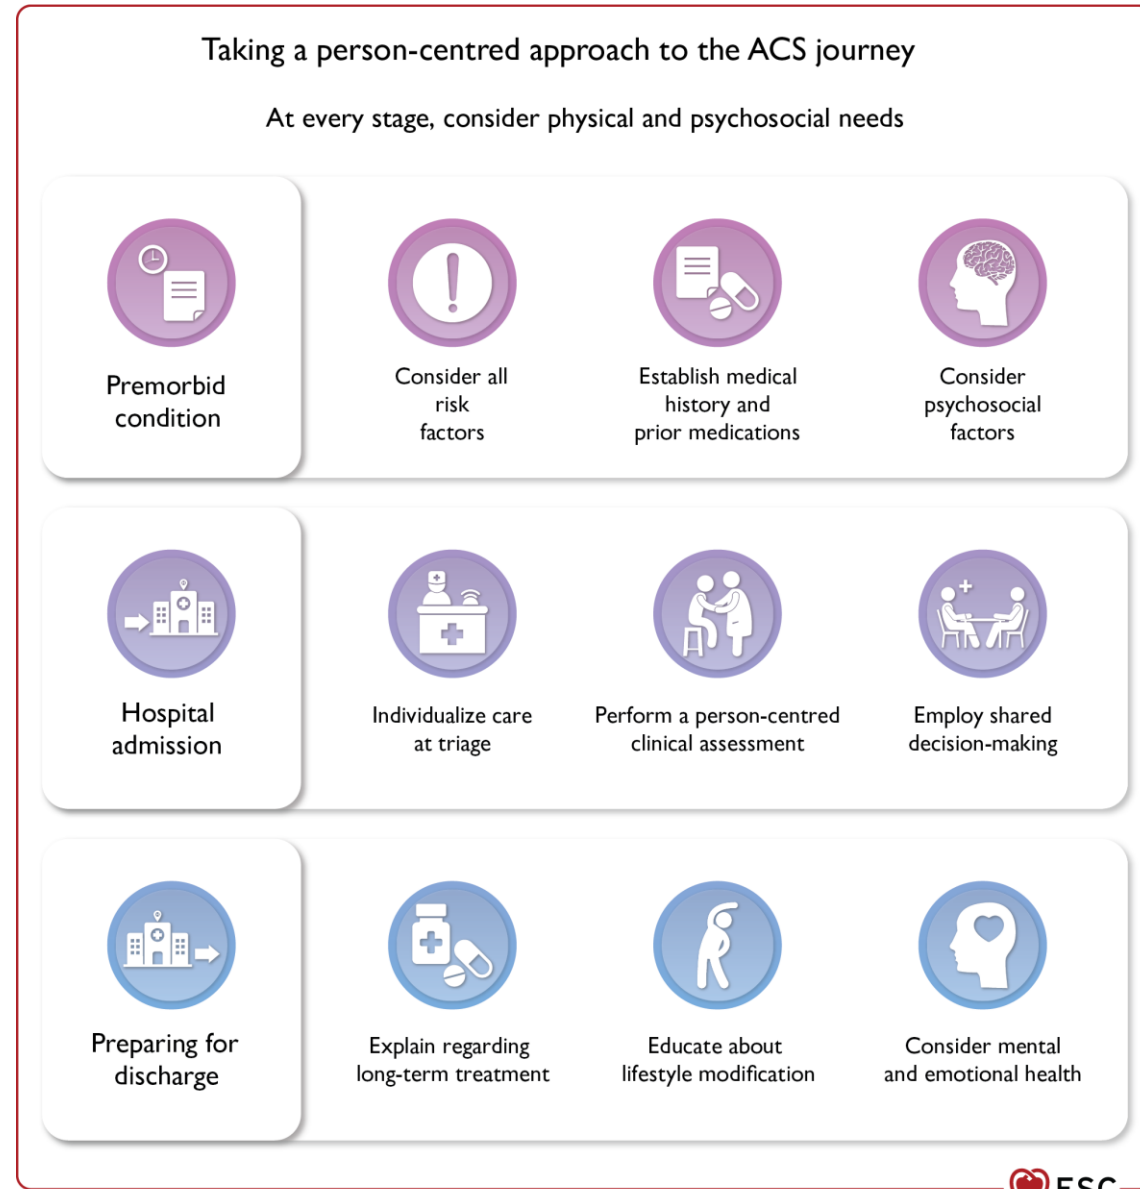 Taking a person-centred approach to the ACS journey
At every stage, consider physical and psychosocial needs
Premorbid
condition
Consider all
risk
factors
Establish medical
history and
prior medications
Consider
psychosocial
factors
Hospital
admission
Individualize care
at triage
Perform a person-centred
clinical assessment
Employ shared
decision-making
Preparing for
discharge
Explain regarding
long-term treatment
Educate about
lifestyle modification
Consider mental
and emotional health
ESC